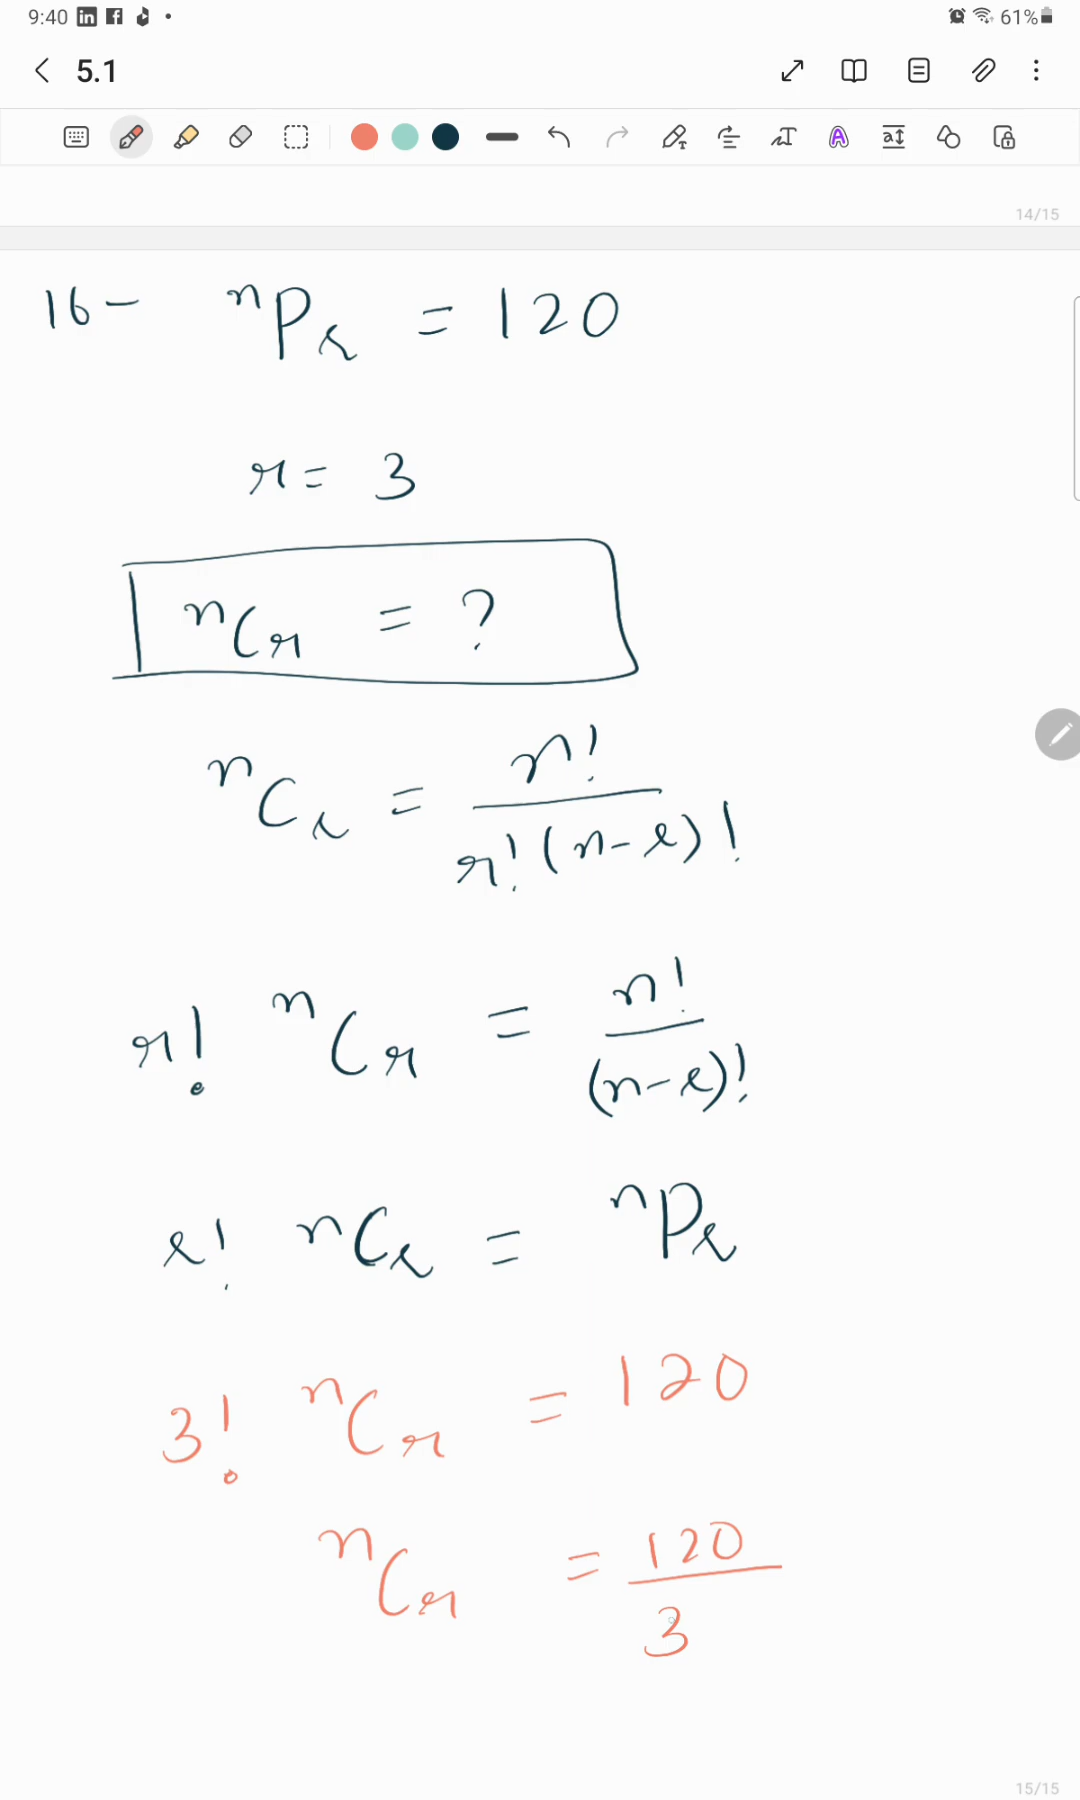 9:40 61%
5.1
14/15
16- ⁿPᵣ = 120
r = 3
ⁿCᵣ = ?
ⁿCᵣ = n! / r!(n-r)!
r! ⁿCᵣ = n! / (n-r)!
r! ⁿCᵣ = ⁿPᵣ
3! ⁿCᵣ = 120
ⁿCᵣ = 120 / 3
15/15